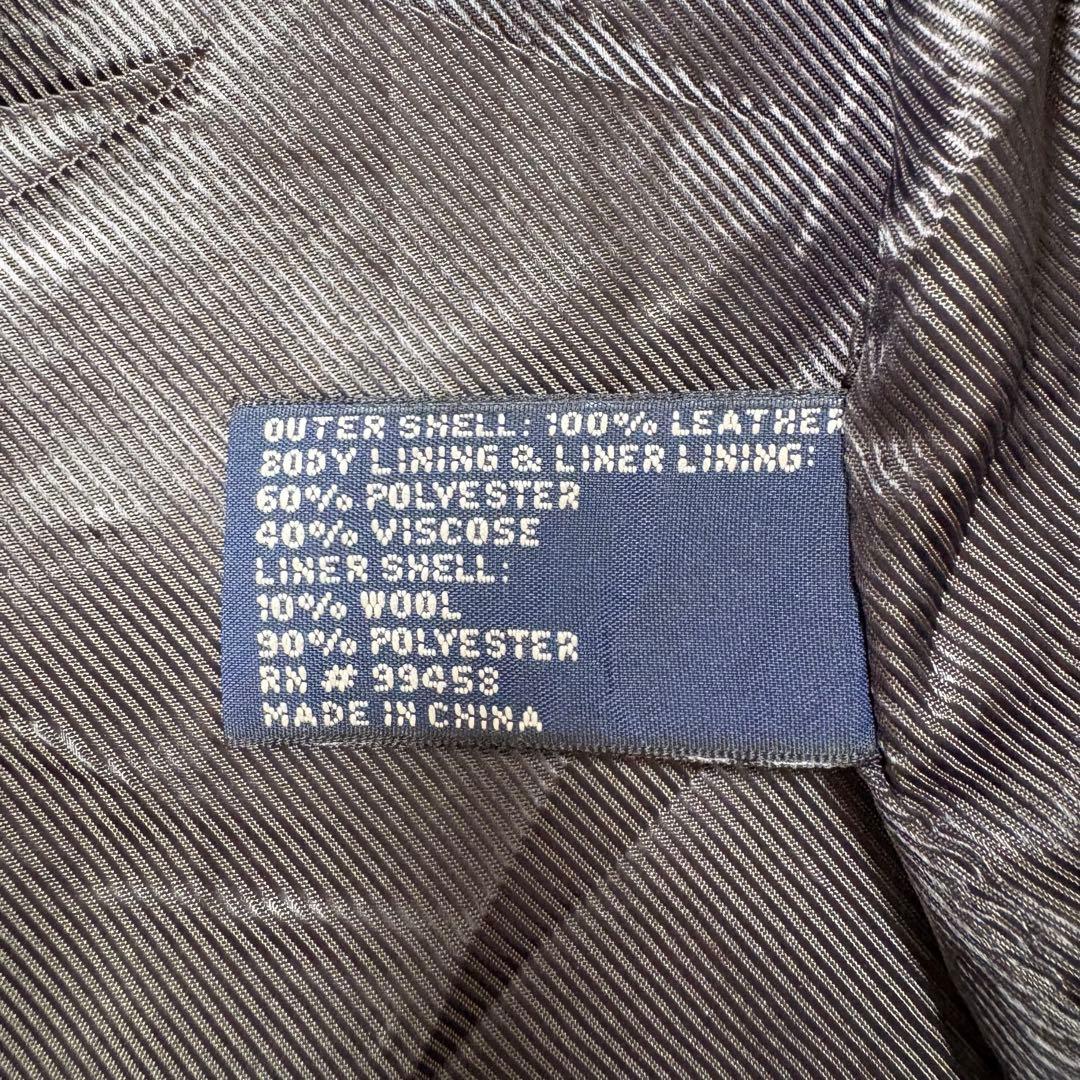 OUTER SHELL: 100% LEATHER
BODY LINING & LINER LINING:
60% POLYESTER
40% VISCOSE
LINER SHELL:
10% WOOL
90% POLYESTER
RN # 99458
MADE IN CHINA